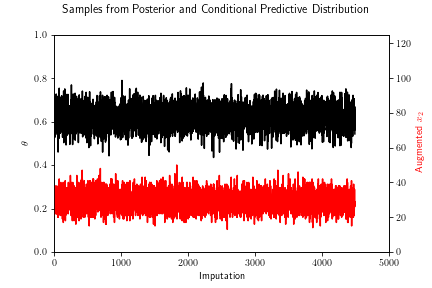 Samples from Posterior and Conditional Predictive Distribution
1.0
0.8
0.6
0.4
0.2
0.0
θ
120
100
80
60
40
20
0
Augmented x₂
0 1000 2000 3000 4000 5000
Imputation